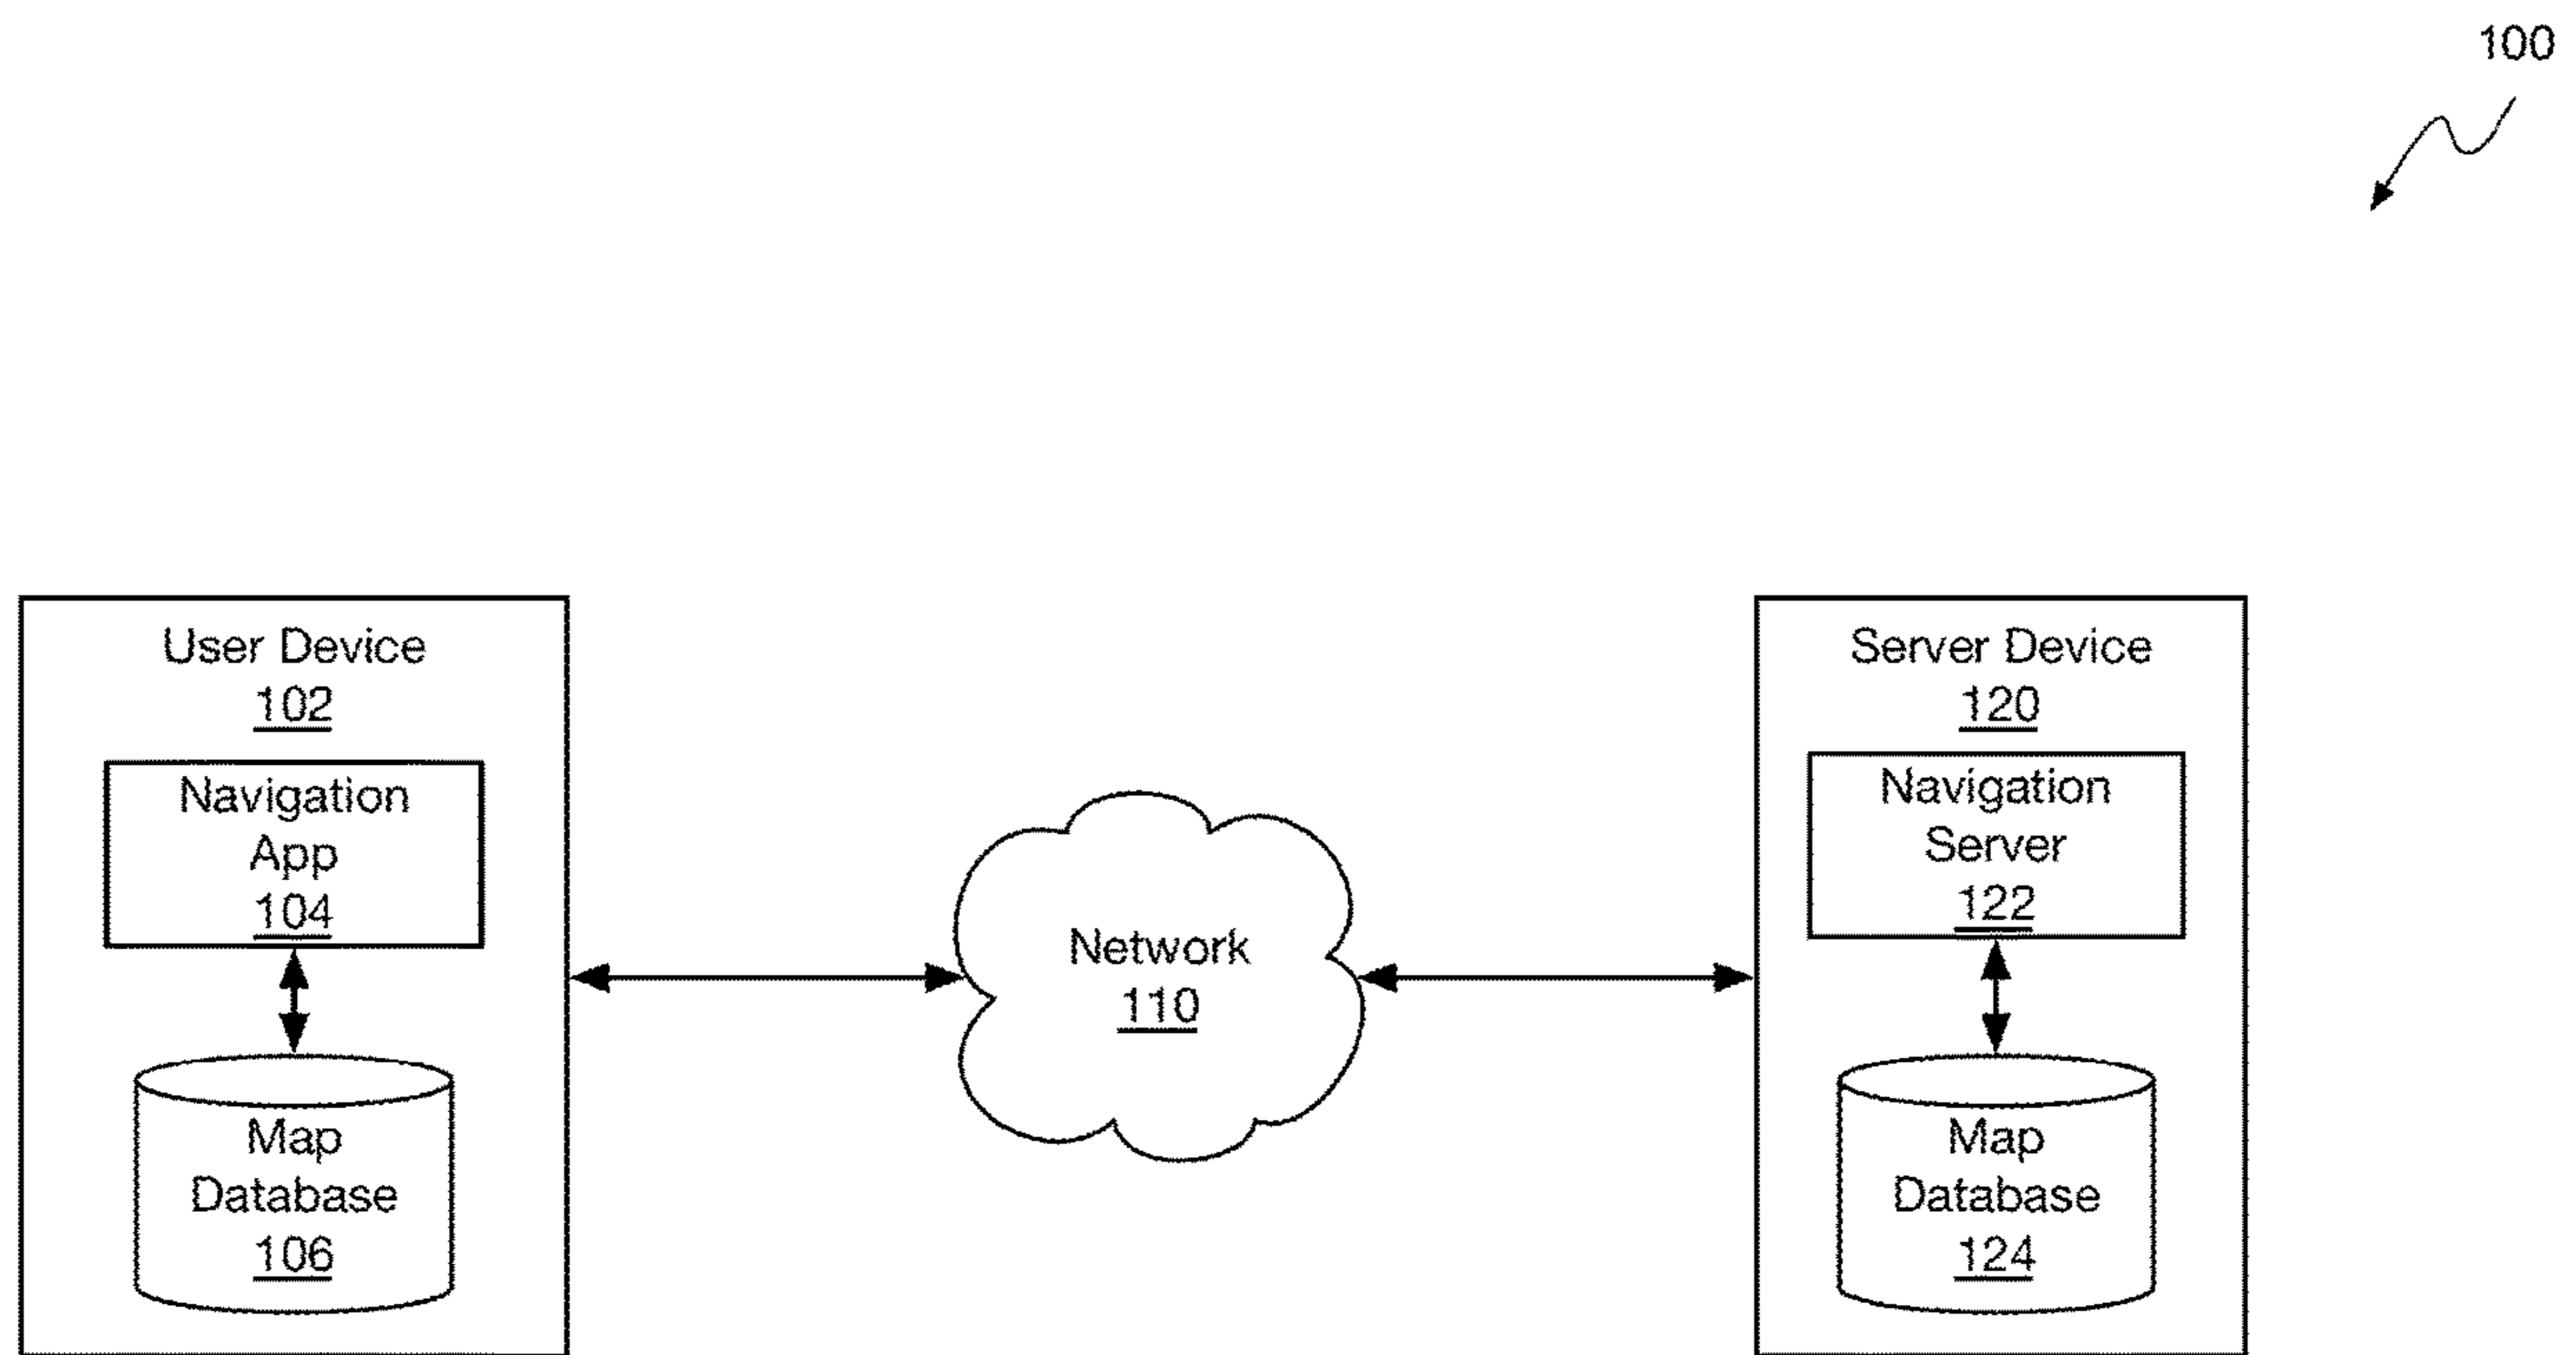 100
User Device
102
Navigation
App
104
Map
Database
106
Network
110
Server Device
120
Navigation
Server
122
Map
Database
124